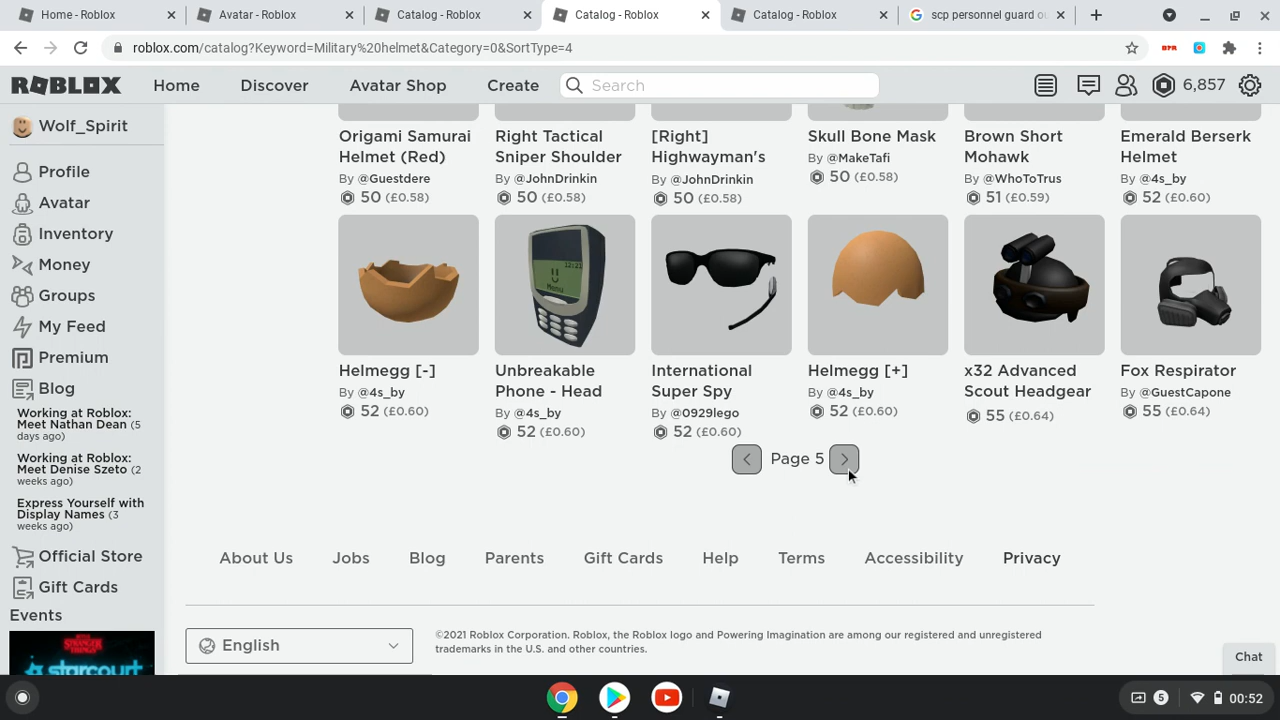 Home - Roblox
Avatar - Roblox
Catalog - Roblox
Catalog - Roblox
Catalog - Roblox
scp personnel guard ou
roblox.com/catalog?Keyword=Military%20helmet&Category=0&SortType=4
ROBLOX
Home
Discover
Avatar Shop
Create
Search
6,857
Wolf_Spirit
Profile
Avatar
Inventory
Money
Groups
My Feed
Premium
Blog
Working at Roblox:
Meet Nathan Dean (5
days ago)
Working at Roblox:
Meet Denise Szeto (2
weeks ago)
Express Yourself with
Display Names (3
weeks ago)
Official Store
Gift Cards
Events
STRANGER
THINGS
starcourt
Origami Samurai
Helmet (Red)
By @Guestdere
50 (£0.58)
Right Tactical
Sniper Shoulder
By @JohnDrinkin
50 (£0.58)
[Right]
Highwayman's
By @JohnDrinkin
50 (£0.58)
Skull Bone Mask
By @MakeTafi
50 (£0.58)
Brown Short
Mohawk
By @WhoToTrus
51 (£0.59)
Emerald Berserk
Helmet
By @4s_by
52 (£0.60)
Helmegg [-]
By @4s_by
52 (£0.60)
12:21
Menu
Unbreakable
Phone - Head
By @4s_by
52 (£0.60)
International
Super Spy
By @0929lego
52 (£0.60)
Helmegg [+]
By @4s_by
52 (£0.60)
x32 Advanced
Scout Headgear
55 (£0.64)
Fox Respirator
By @GuestCapone
55 (£0.64)
Page 5
About Us
Jobs
Blog
Parents
Gift Cards
Help
Terms
Accessibility
Privacy
English
©2021 Roblox Corporation. Roblox, the Roblox logo and Powering Imagination are among our registered and unregistered
trademarks in the U.S. and other countries.
Chat
5
00:52